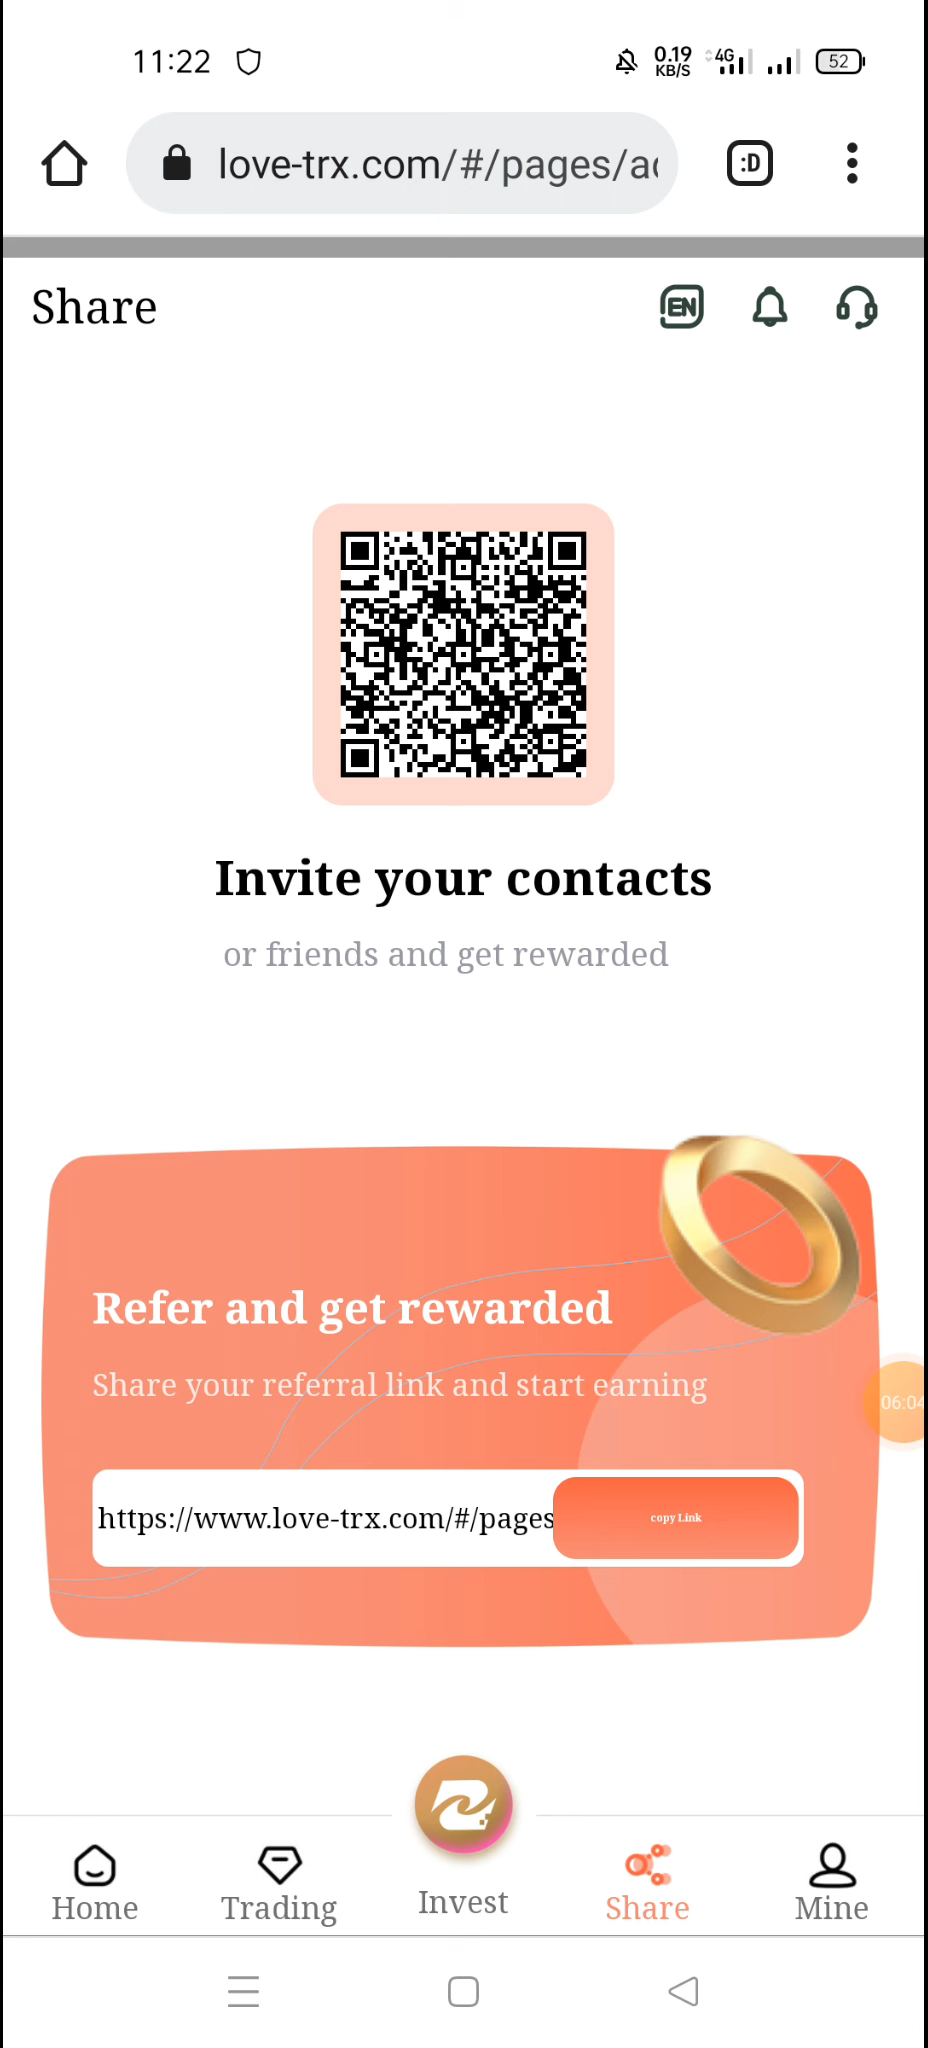 11:22
0.19
KB/S
4G
52
love-trx.com/#/pages/
:D
Share
EN
Invite your contacts
or friends and get rewarded
Refer and get rewarded
Share your referral link and start earning
06:04
https://www.love-trx.com/#/pages
copy Link
Home
Trading
Invest
Share
Mine